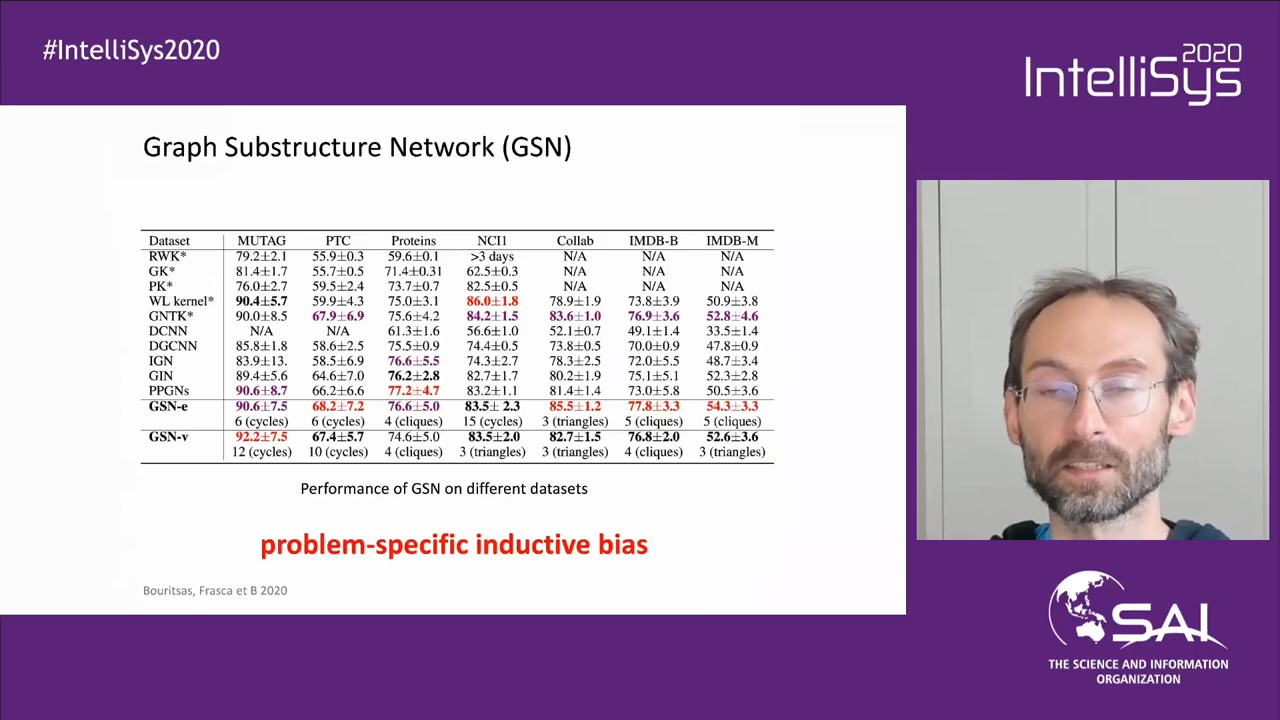 #IntelliSys2020
2020
IntelliSys
Graph Substructure Network (GSN)
Dataset MUTAG PTC Proteins NCI1 Collab IMDB-B IMDB-M
RWK* 79.2±2.1 55.9±0.3 59.6±0.1 >3 days N/A N/A N/A
GK* 81.4±1.7 55.7±0.5 71.4±0.31 62.5±0.3 N/A N/A N/A
PK* 76.0±2.7 59.5±2.4 73.7±0.7 82.5±0.5 N/A N/A N/A
WL kernel* 90.4±5.7 59.9±4.3 75.0±3.1 86.0±1.8 78.9±1.9 73.8±3.9 50.9±3.8
GNTK* 90.0±8.5 67.9±6.9 75.6±4.2 84.2±1.5 83.6±1.0 76.9±3.6 52.8±4.6
DCNN N/A N/A 61.3±1.6 56.6±1.0 52.1±0.7 49.1±1.4 33.5±1.4
DGCNN 85.8±1.8 58.6±2.5 75.5±0.9 74.4±0.5 73.8±0.5 70.0±0.9 47.8±0.9
IGN 83.9±13. 58.5±6.9 76.6±5.5 74.3±2.7 78.3±2.5 72.0±5.5 48.7±3.4
GIN 89.4±5.6 64.6±7.0 76.2±2.8 82.7±1.7 80.2±1.9 75.1±5.1 52.3±2.8
PPGNs 90.6±8.7 66.2±6.6 77.2±4.7 83.2±1.1 81.4±1.4 73.0±5.8 50.5±3.6
GSN-e 90.6±7.5 68.2±7.2 76.6±5.0 83.5± 2.3 85.5±1.2 77.8±3.3 54.3±3.3
6 (cycles) 6 (cycles) 4 (cliques) 15 (cycles) 3 (triangles) 5 (cliques) 5 (cliques)
GSN-v 92.2±7.5 67.4±5.7 74.6±5.0 83.5±2.0 82.7±1.5 76.8±2.0 52.6±3.6
12 (cycles) 10 (cycles) 4 (cliques) 3 (triangles) 3 (triangles) 4 (cliques) 3 (triangles)
Performance of GSN on different datasets
problem-specific inductive bias
Bouritsas, Frasca et B 2020
SAI
THE SCIENCE AND INFORMATION
ORGANIZATION